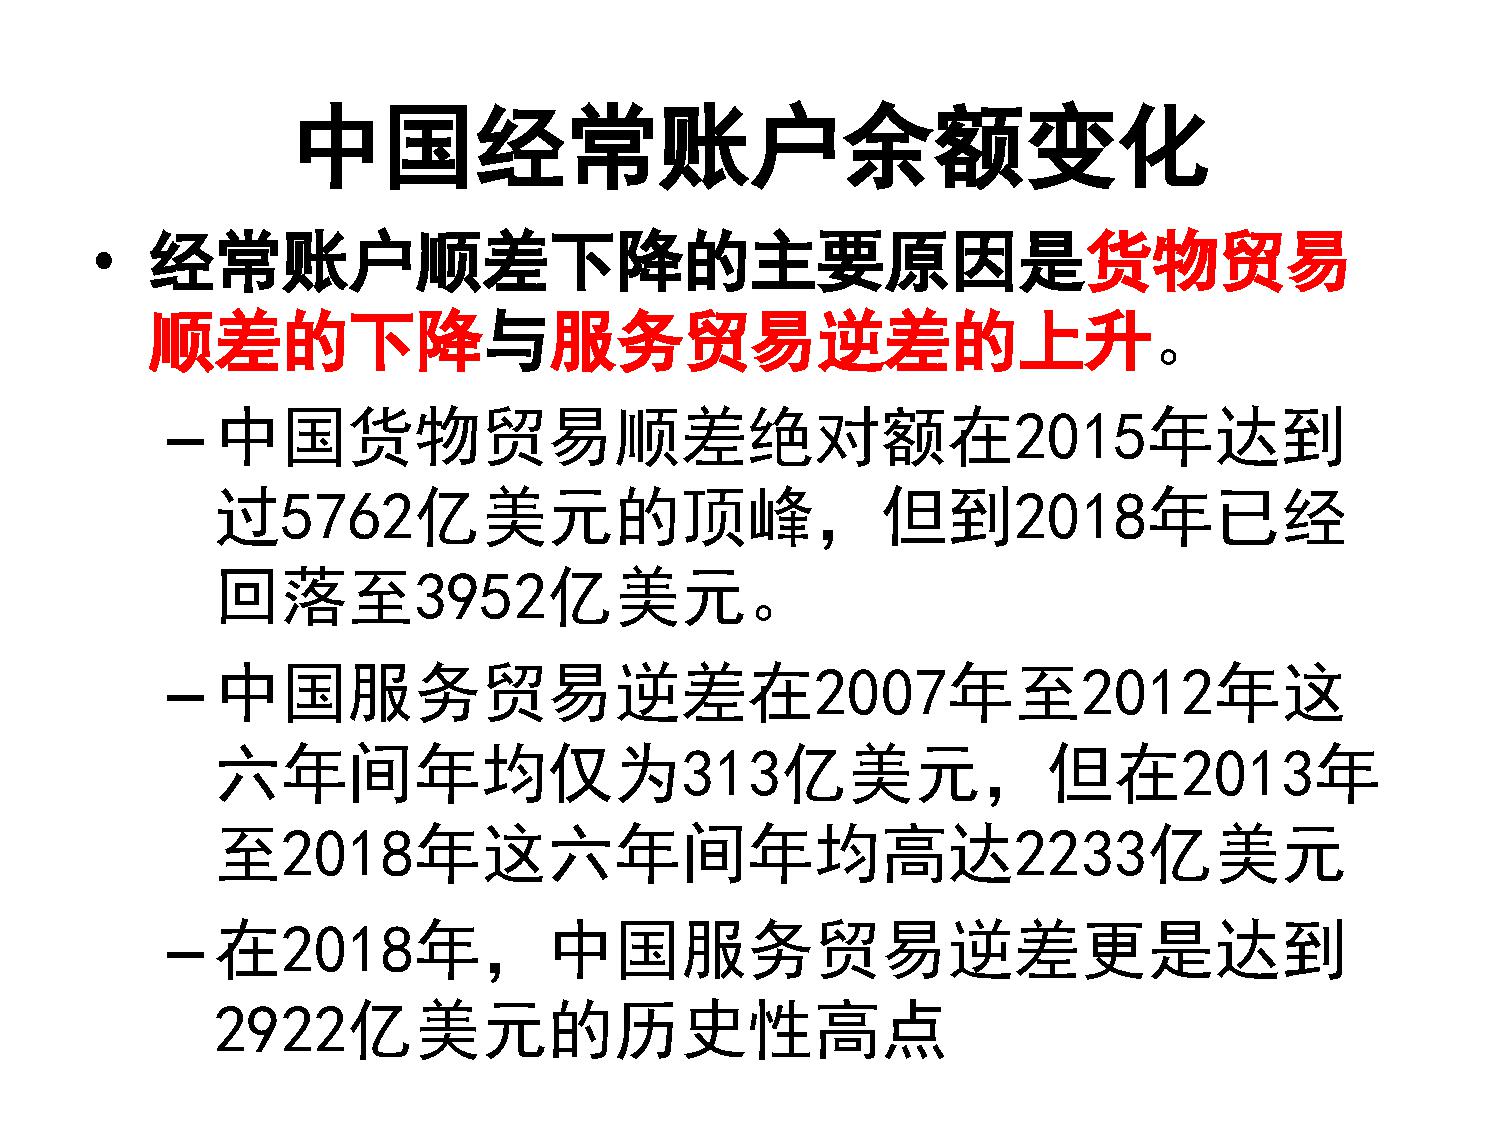 中国经常账户余额变化
• 经常账户顺差下降的主要原因是货物贸易
顺差的下降与服务贸易逆差的上升。
–中国货物贸易顺差绝对额在2015年达到
过5762亿美元的顶峰，但到2018年已经
回落至3952亿美元。
–中国服务贸易逆差在2007年至2012年这
六年间年均仅为313亿美元，但在2013年
至2018年这六年间年均高达2233亿美元
–在2018年，中国服务贸易逆差更是达到
2922亿美元的历史性高点